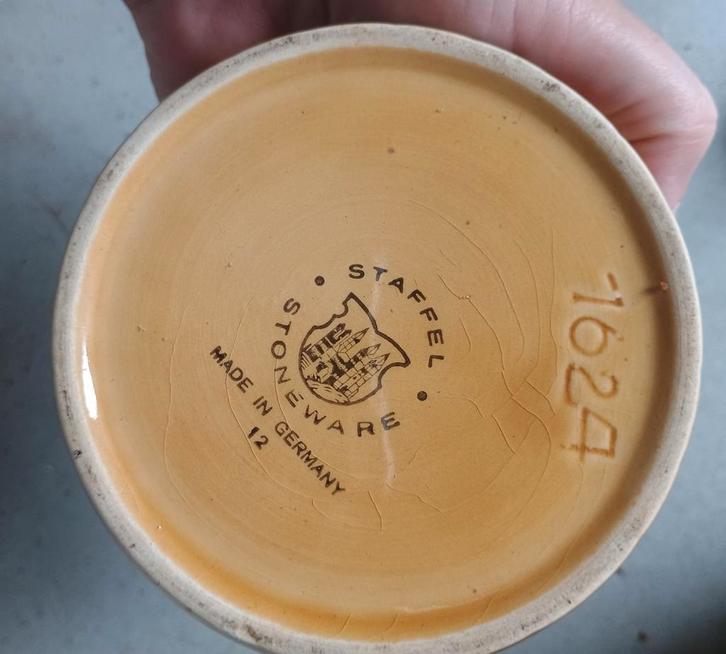 STAFFEL
STONEWARE
MADE IN GERMANY
12
1624